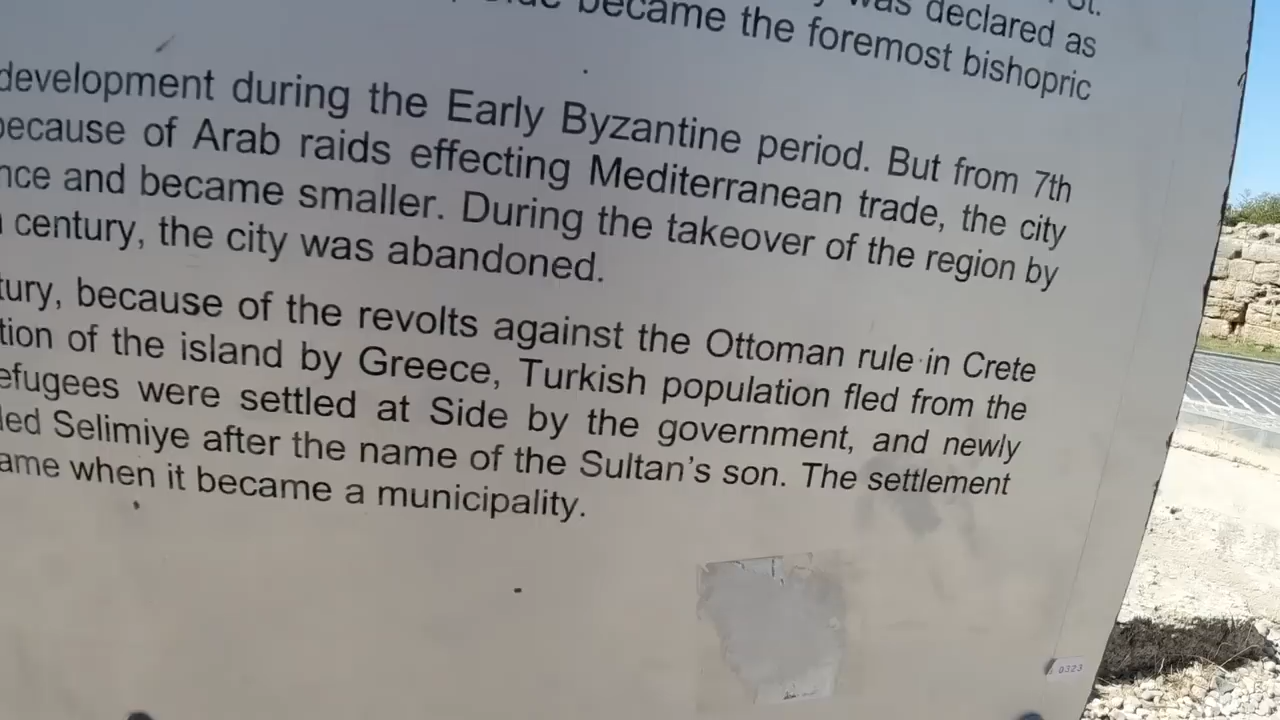 St.
was declared as
became the foremost bishopric
development during the Early Byzantine period. But from 7th
because of Arab raids effecting Mediterranean trade, the city
nce and became smaller. During the takeover of the region by
century, the city was abandoned.
tury, because of the revolts against the Ottoman rule in Crete
tion of the island by Greece, Turkish population fled from the
efugees were settled at Side by the government, and newly
led Selimiye after the name of the Sultan's son. The settlement
ame when it became a municipality.
0323